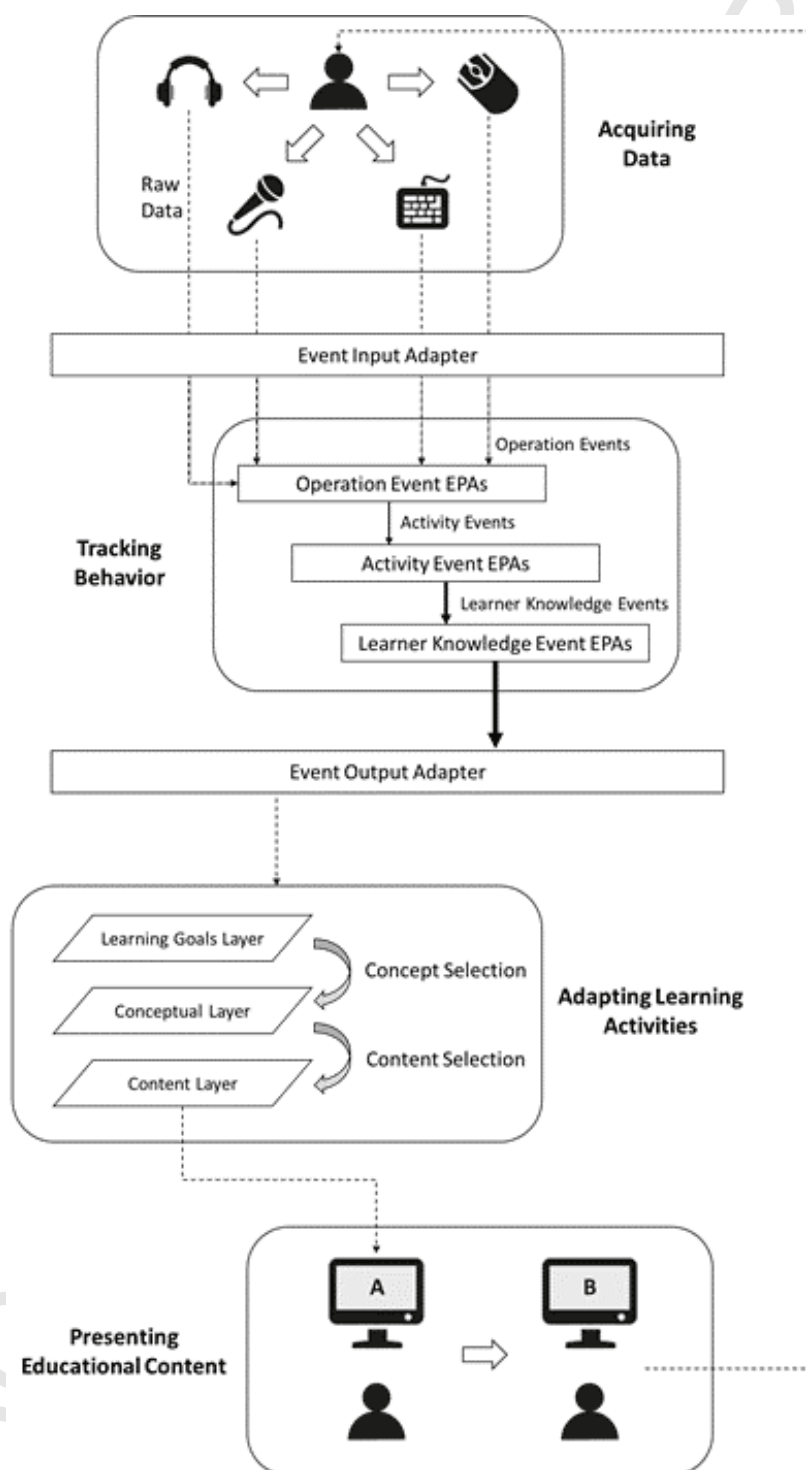 Acquiring
Data
Raw
Data
Event Input Adapter
Operation Events
Operation Event EPAs
Activity Events
Tracking
Behavior
Activity Event EPAs
Learner Knowledge Events
Learner Knowledge Event EPAs
Event Output Adapter
Learning Goals Layer
Concept Selection
Conceptual Layer
Adapting Learning
Activities
Content Selection
Content Layer
A
B
Presenting
Educational Content